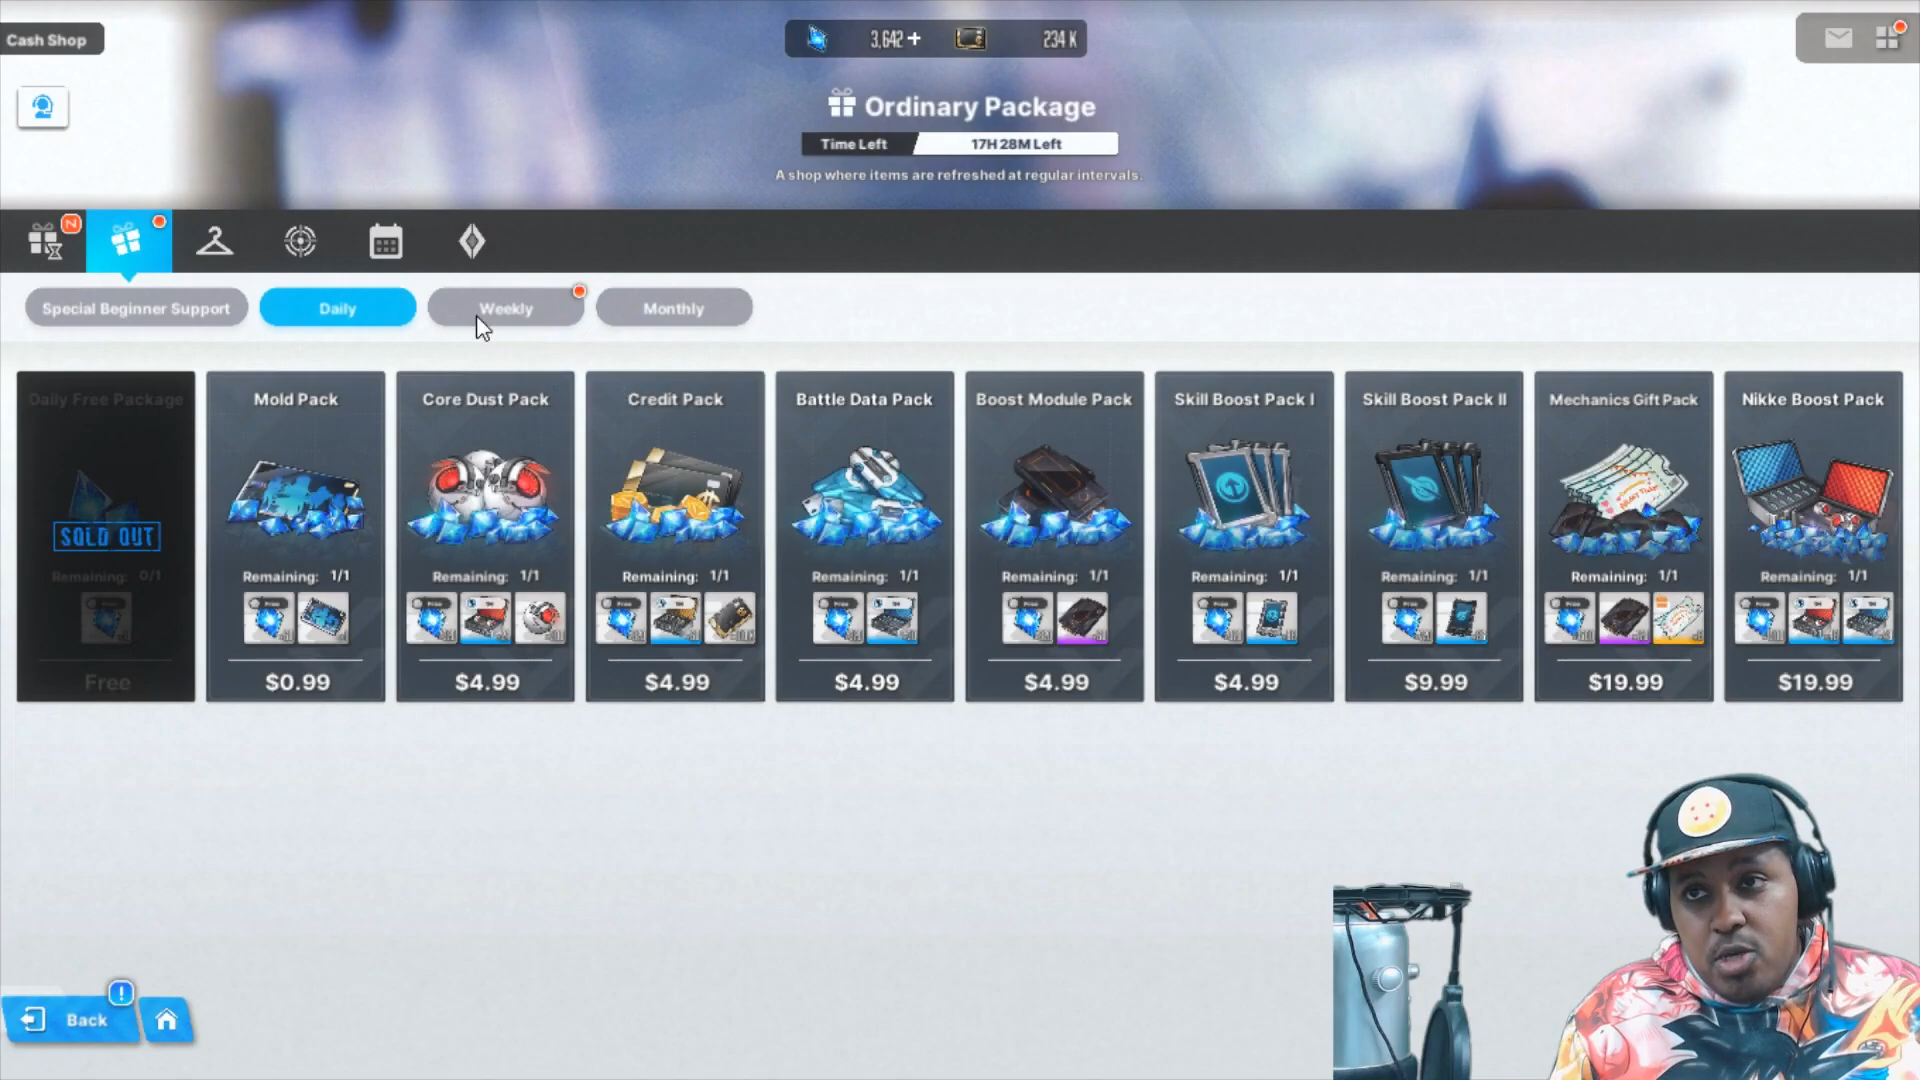 Cash Shop
3,642 +
234 K
Ordinary Package
Time Left
17H 28M Left
A shop where items are refreshed at regular intervals.
N
Special Beginner Support
Daily
Weekly
Monthly
Daily Free Package
SOLD OUT
Remaining: 0/1
Free
Mold Pack
Remaining: 1/1
$0.99
Core Dust Pack
Remaining: 1/1
$4.99
Credit Pack
Remaining: 1/1
$4.99
Battle Data Pack
Remaining: 1/1
$4.99
Boost Module Pack
Remaining: 1/1
$4.99
Skill Boost Pack I
Remaining: 1/1
$4.99
Skill Boost Pack II
Remaining: 1/1
$9.99
Mechanics Gift Pack
Remaining: 1/1
$19.99
Nikke Boost Pack
Remaining: 1/1
$19.99
!
Back